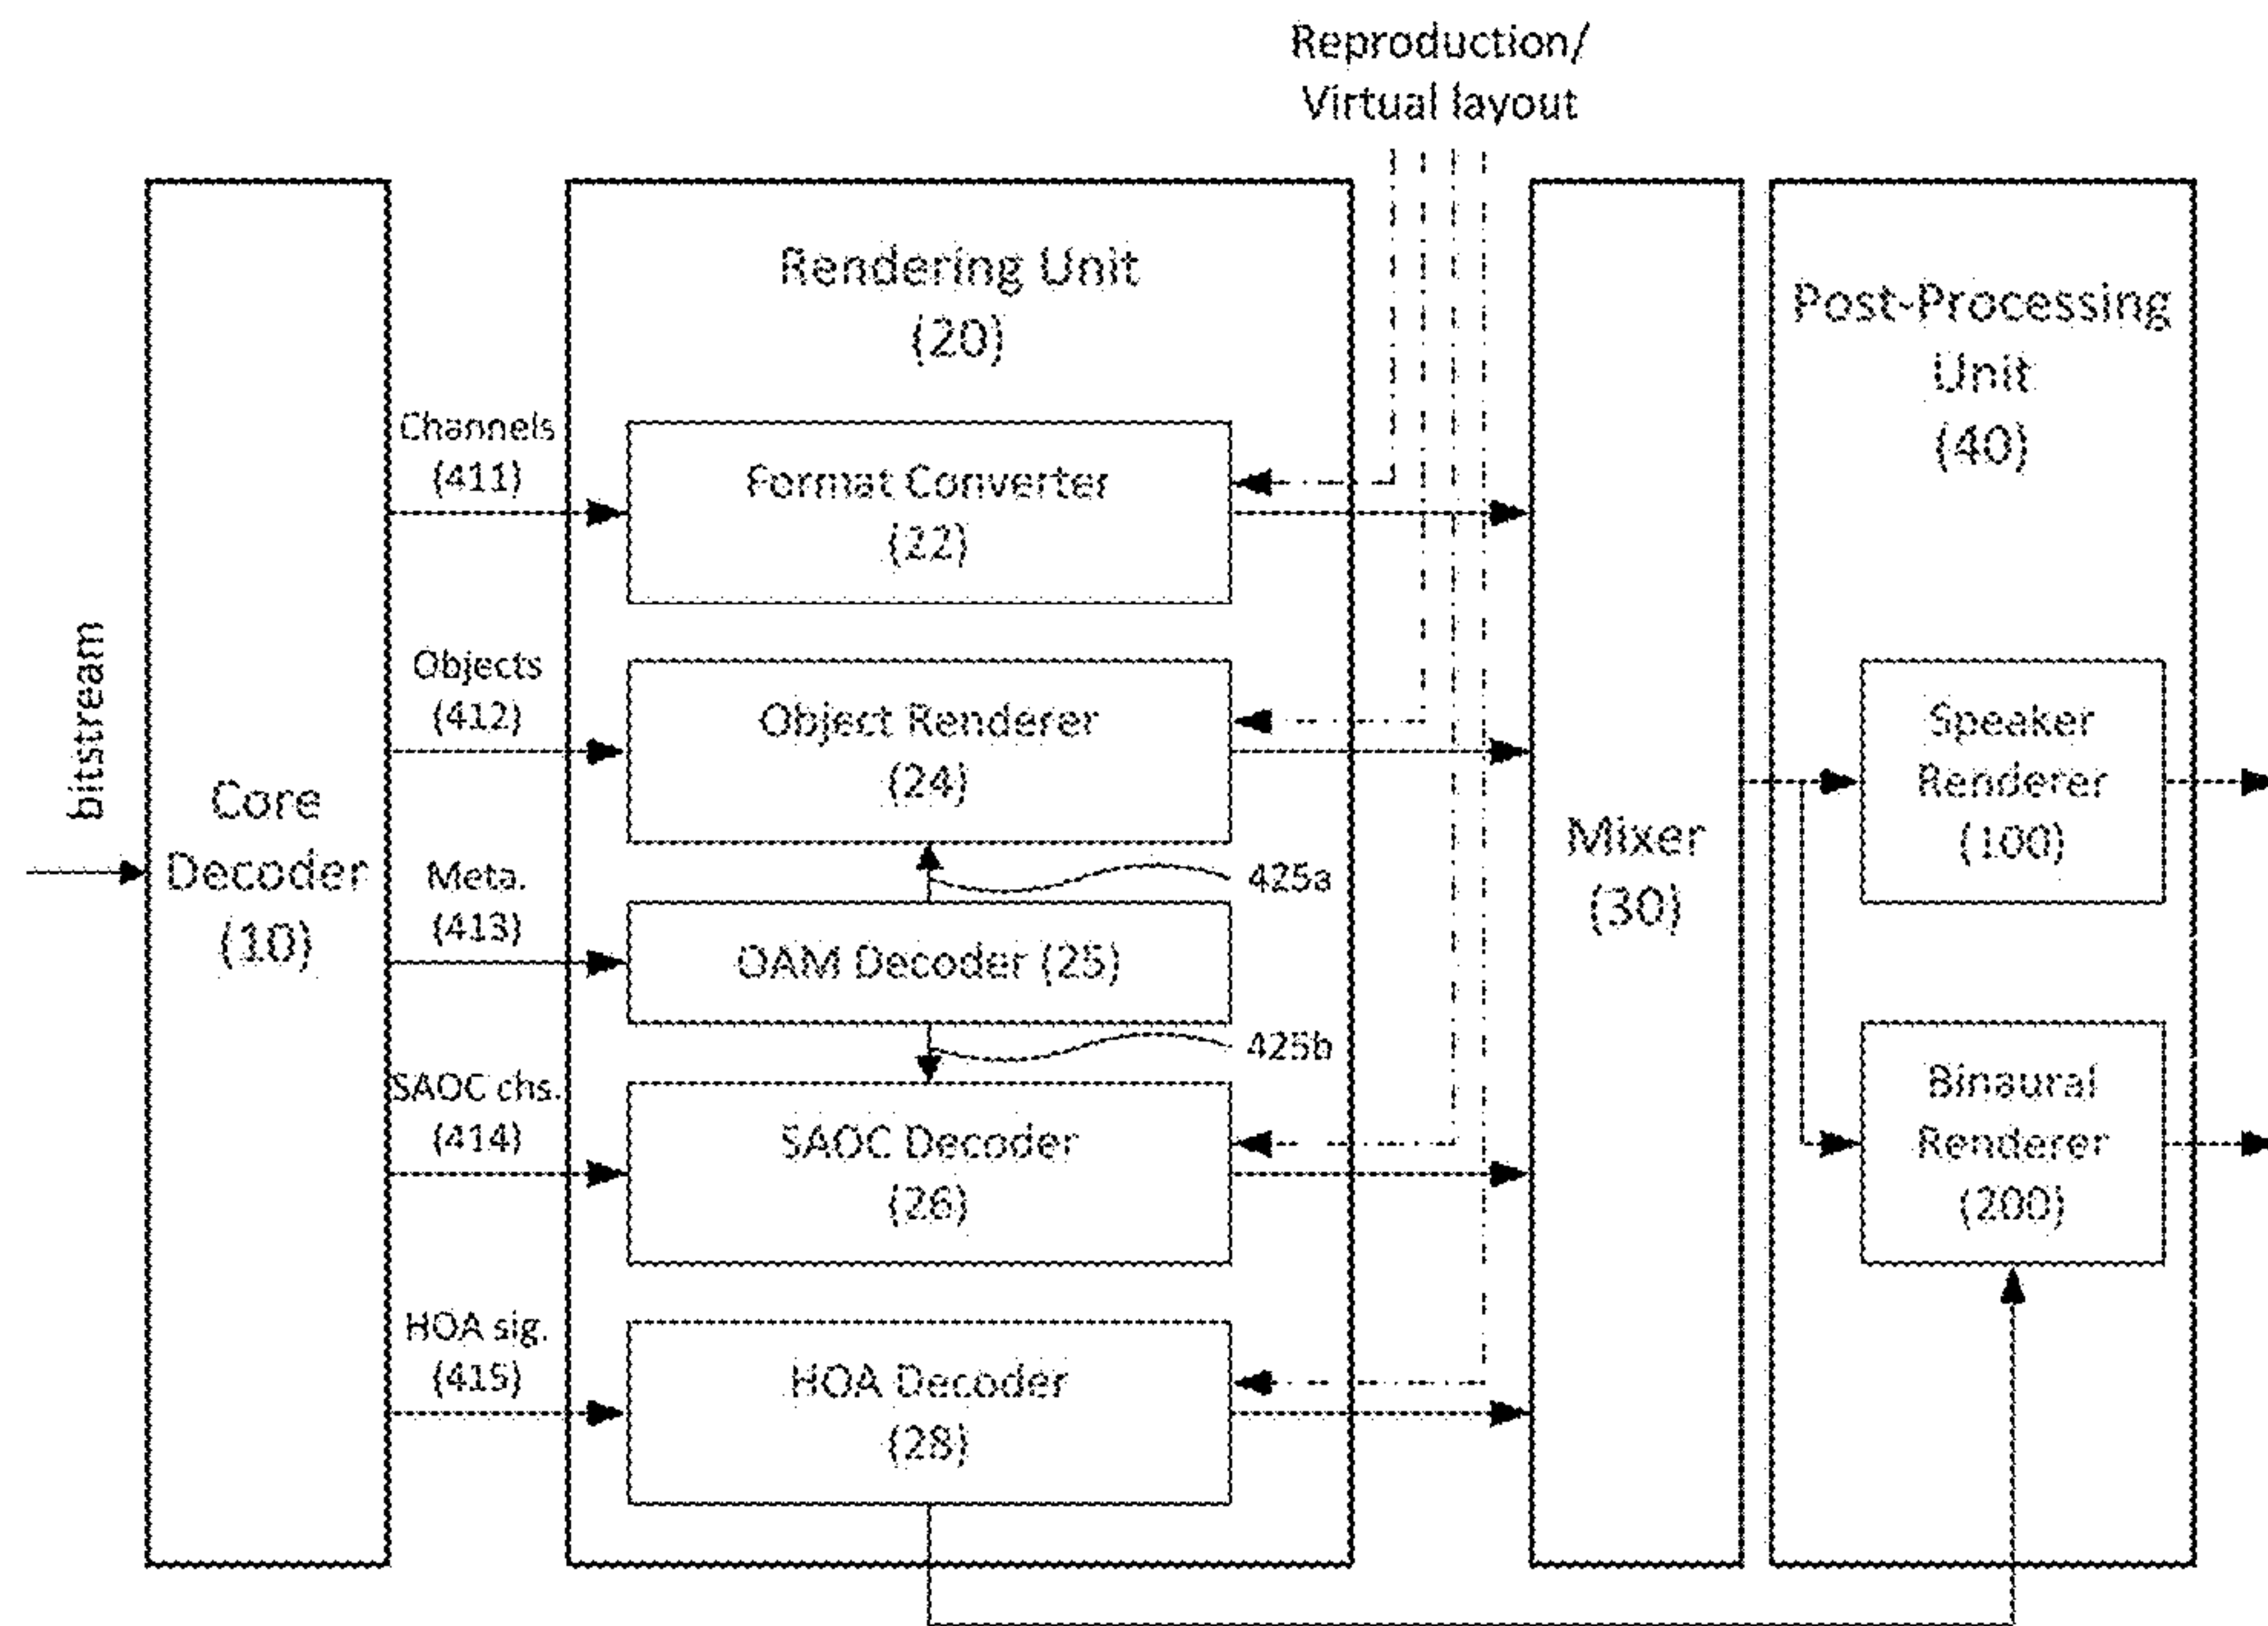 Reproduction/
Virtual layout
bitstream
Core
Decoder
(10)
Channels
(411)
Objects
(412)
Meta.
(413)
SAOC chs.
(414)
HOA sig.
(415)
Rendering Unit
(20)
Format Converter
(22)
Object Renderer
(24)
425a
OAM Decoder (25)
425b
SAOC Decoder
(26)
HOA Decoder
(28)
Mixer
(30)
Post-Processing
Unit
(40)
Speaker
Renderer
(100)
Binaural
Renderer
(200)